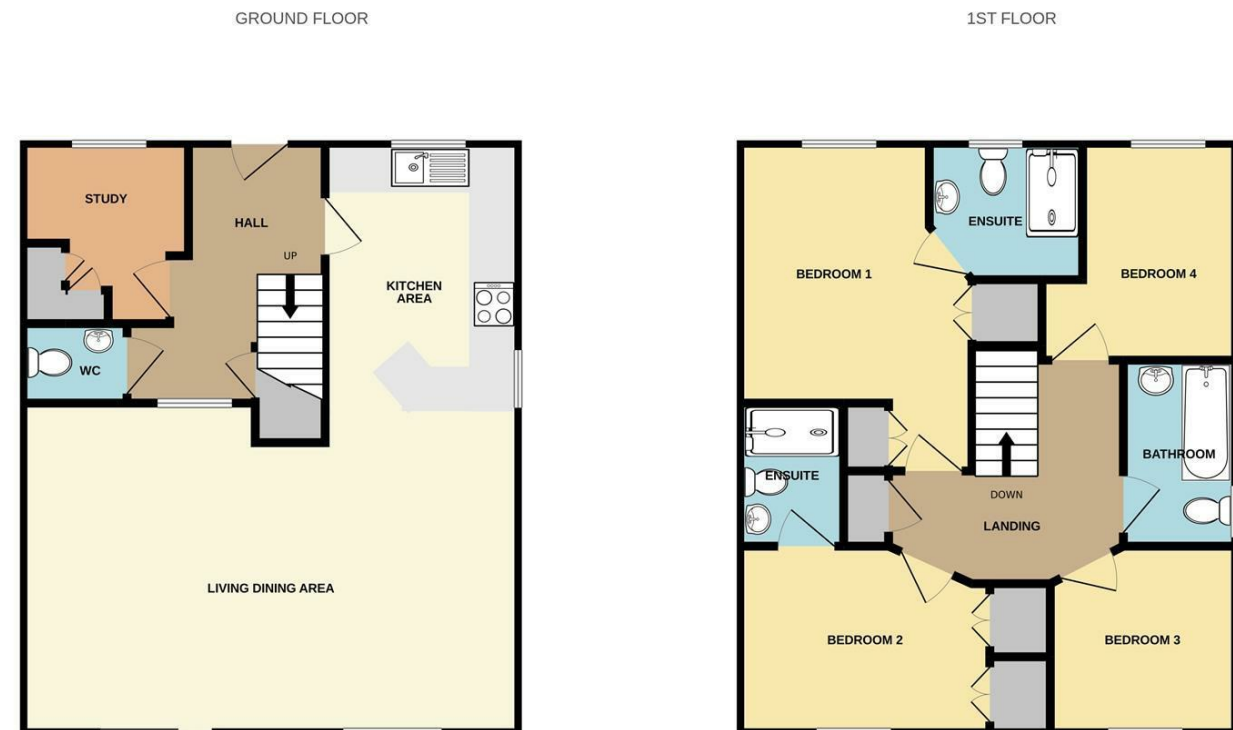 GROUND FLOOR
STUDY
HALL
UP
KITCHEN
AREA
WC
LIVING DINING AREA
1ST FLOOR
ENSUITE
BEDROOM 1
BEDROOM 4
ENSUITE
BATHROOM
DOWN
LANDING
BEDROOM 2
BEDROOM 3